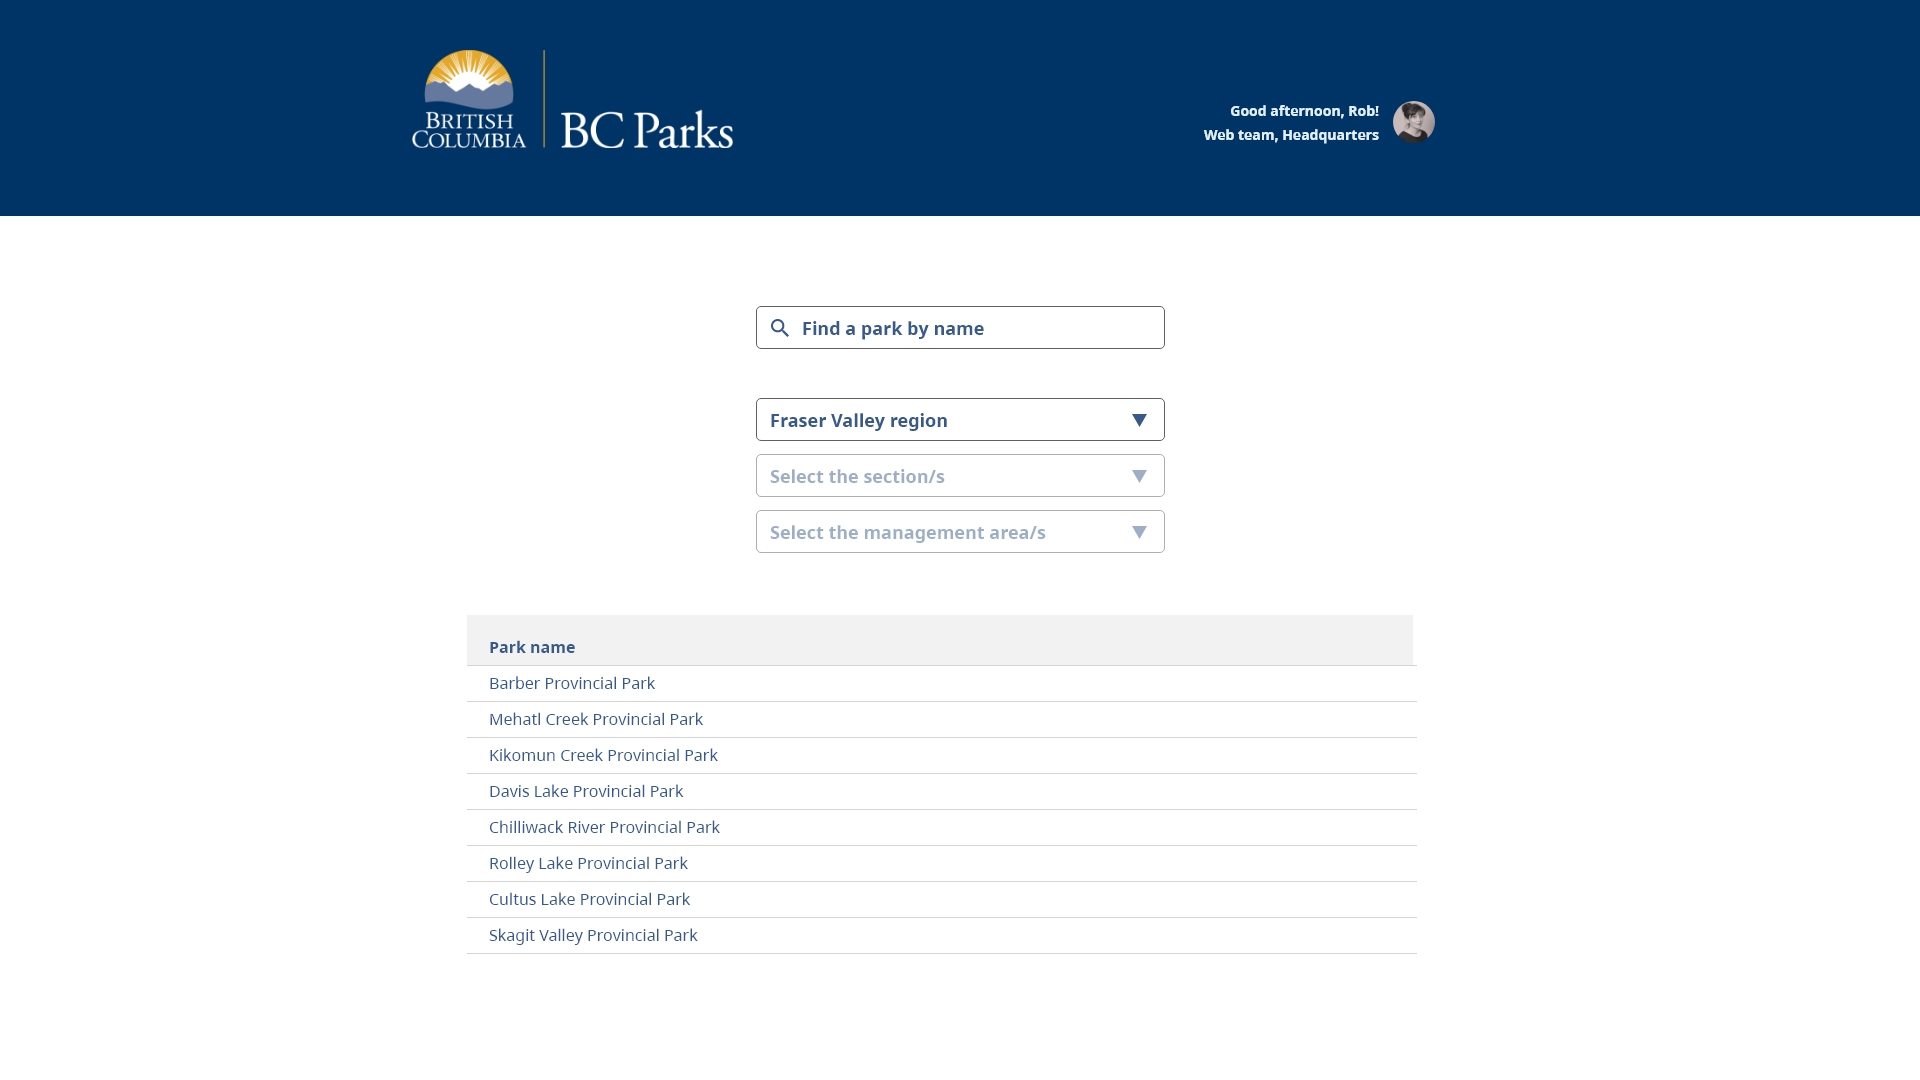 BRITISH
COLUMBIA
BC Parks
Good afternoon, Rob!
Web team, Headquarters
Find a park by name
Fraser Valley region
Select the section/s
Select the management area/s
Park name
Barber Provincial Park
Mehatl Creek Provincial Park
Kikomun Creek Provincial Park
Davis Lake Provincial Park
Chilliwack River Provincial Park
Rolley Lake Provincial Park
Cultus Lake Provincial Park
Skagit Valley Provincial Park